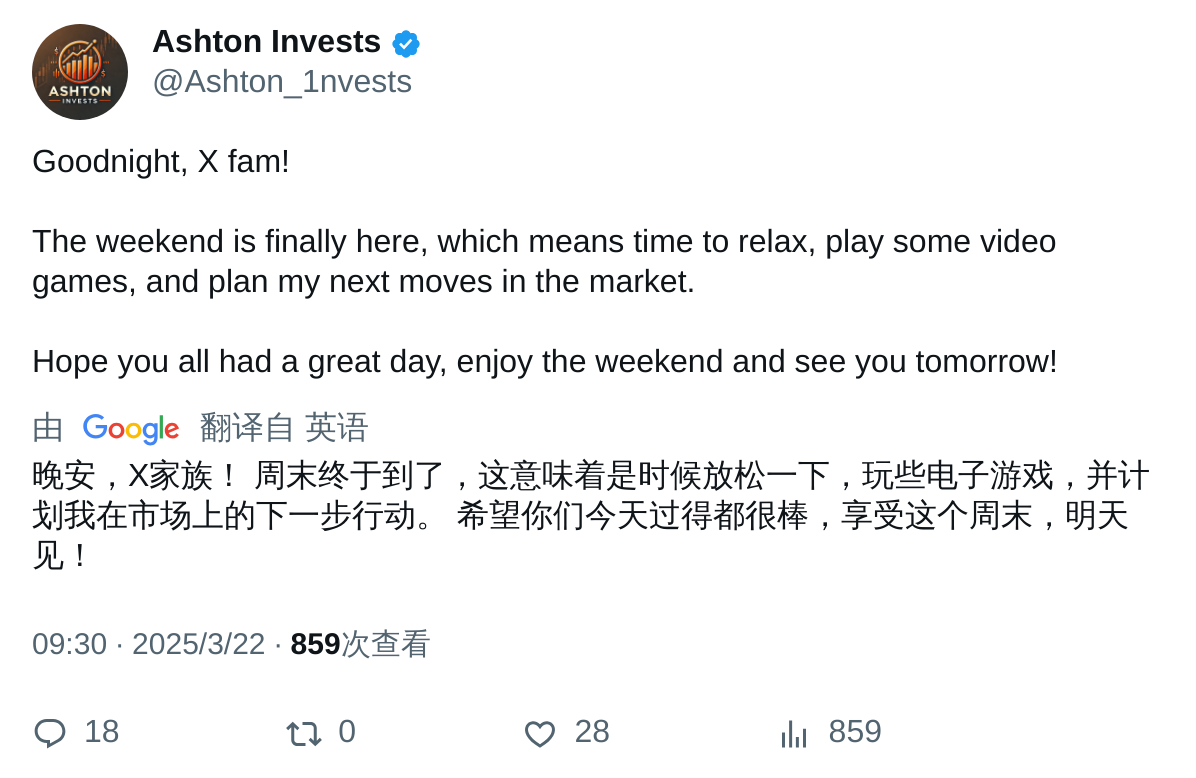 ASHTON
INVESTS
Ashton Invests
@Ashton_1nvests
Goodnight, X fam!
The weekend is finally here, which means time to relax, play some video
games, and plan my next moves in the market.
Hope you all had a great day, enjoy the weekend and see you tomorrow!
由 Google 翻译自 英语
晚安，X家族！ 周末终于到了，这意味着是时候放松一下，玩些电子游戏，并计
划我在市场上的下一步行动。 希望你们今天过得都很棒，享受这个周末，明天
见！
09:30 · 2025/3/22 · 859次查看
18 0 28 859